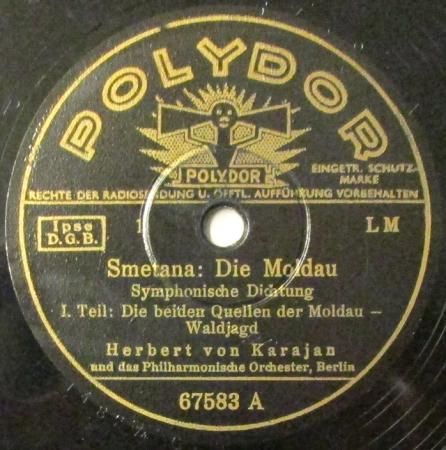 POLYDOR
POLYDOR
EINGETR. SCHUTZ-
MARKE
RECHTE DER RADIOSENDUNG U. ÖFFTL. AUFFÜHRUNG VORBEHALTEN
Ipse
D.G.B.
1
LM
Smetana: Die Moldau
Symphonische Dichtung
I. Teil: Die beiden Quellen der Moldau –
Waldjagd
Herbert von Karajan
und das Philharmonische Orchester, Berlin
67583 A